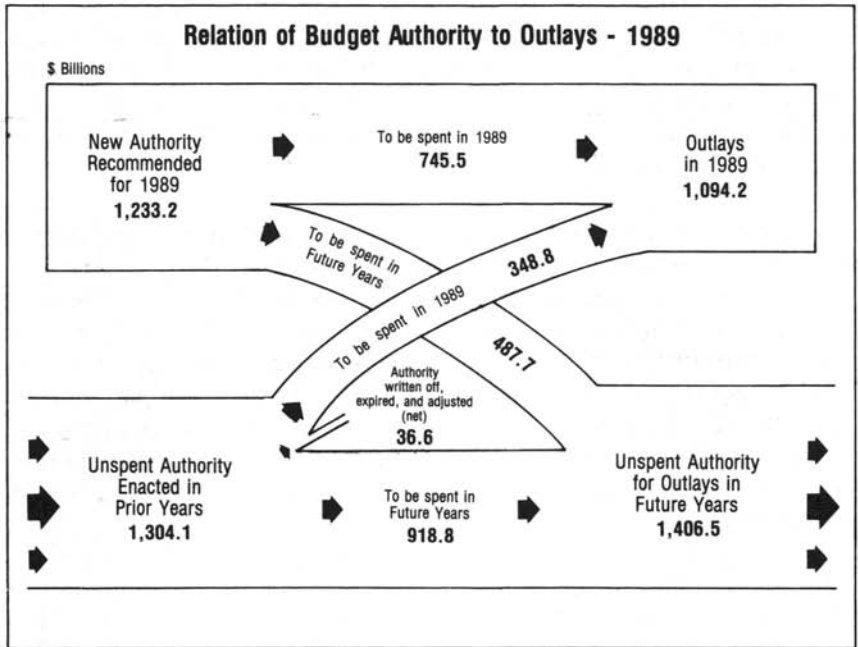 Relation of Budget Authority to Outlays - 1989
$ Billions
New Authority
Recommended
for 1989
1,233.2
To be spent in 1989
745.5
Outlays
in 1989
1,094.2
To be spent in
Future Years
To be spent in 1989
348.8
487.7
Authority
written off,
expired, and adjusted
(net)
36.6
Unspent Authority
Enacted in
Prior Years
1,304.1
To be spent in
Future Years
918.8
Unspent Authority
for Outlays in
Future Years
1,406.5